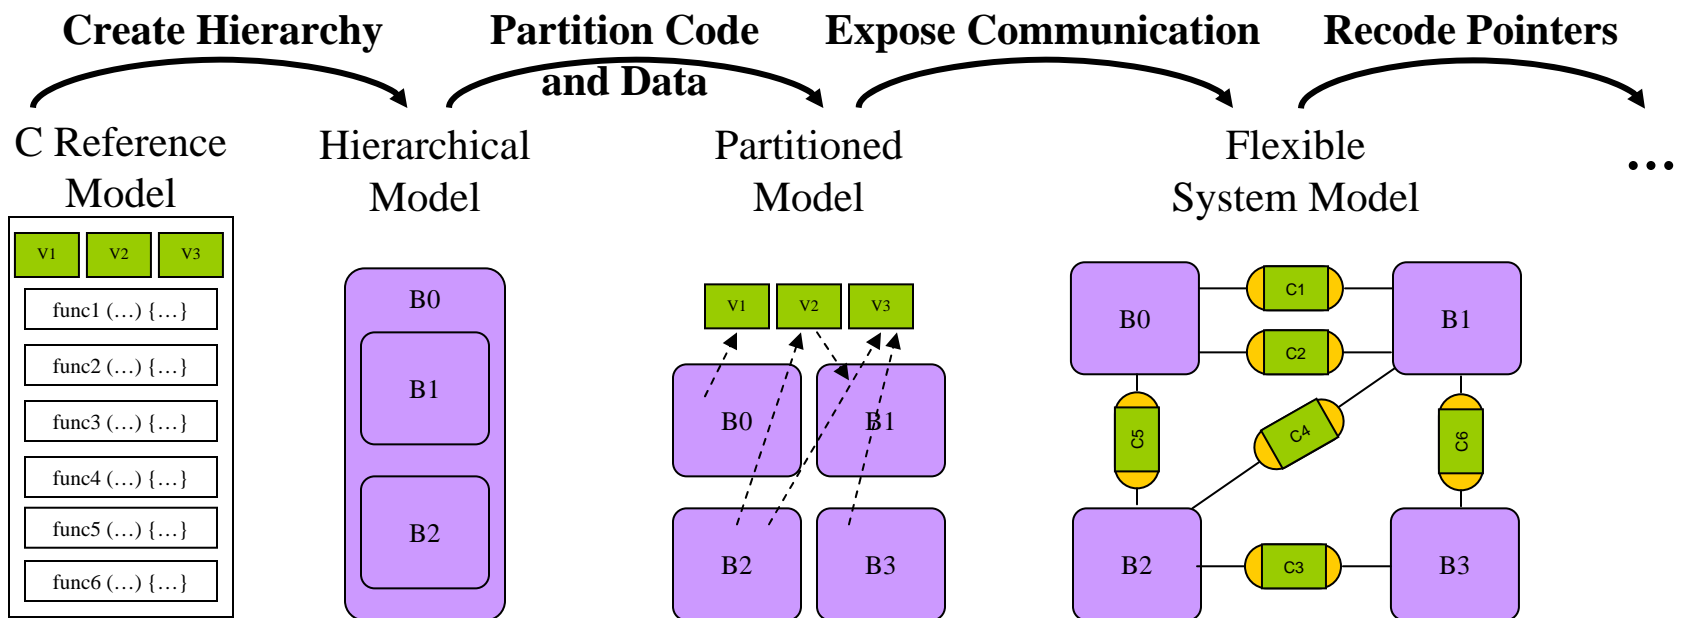 Create Hierarchy
Partition Code
and Data
Expose Communication
Recode Pointers
C Reference
Model
Hierarchical
Model
Partitioned
Model
Flexible
System Model
...
V1 V2 V3
func1 (…) {…}
func2 (…) {…}
func3 (…) {…}
func4 (…) {…}
func5 (…) {…}
func6 (…) {…}
B0
B1
B2
V1 V2 V3
B0 B1
B2 B3
B0 C1 B1
C2
C5 C4 C6
B2 C3 B3